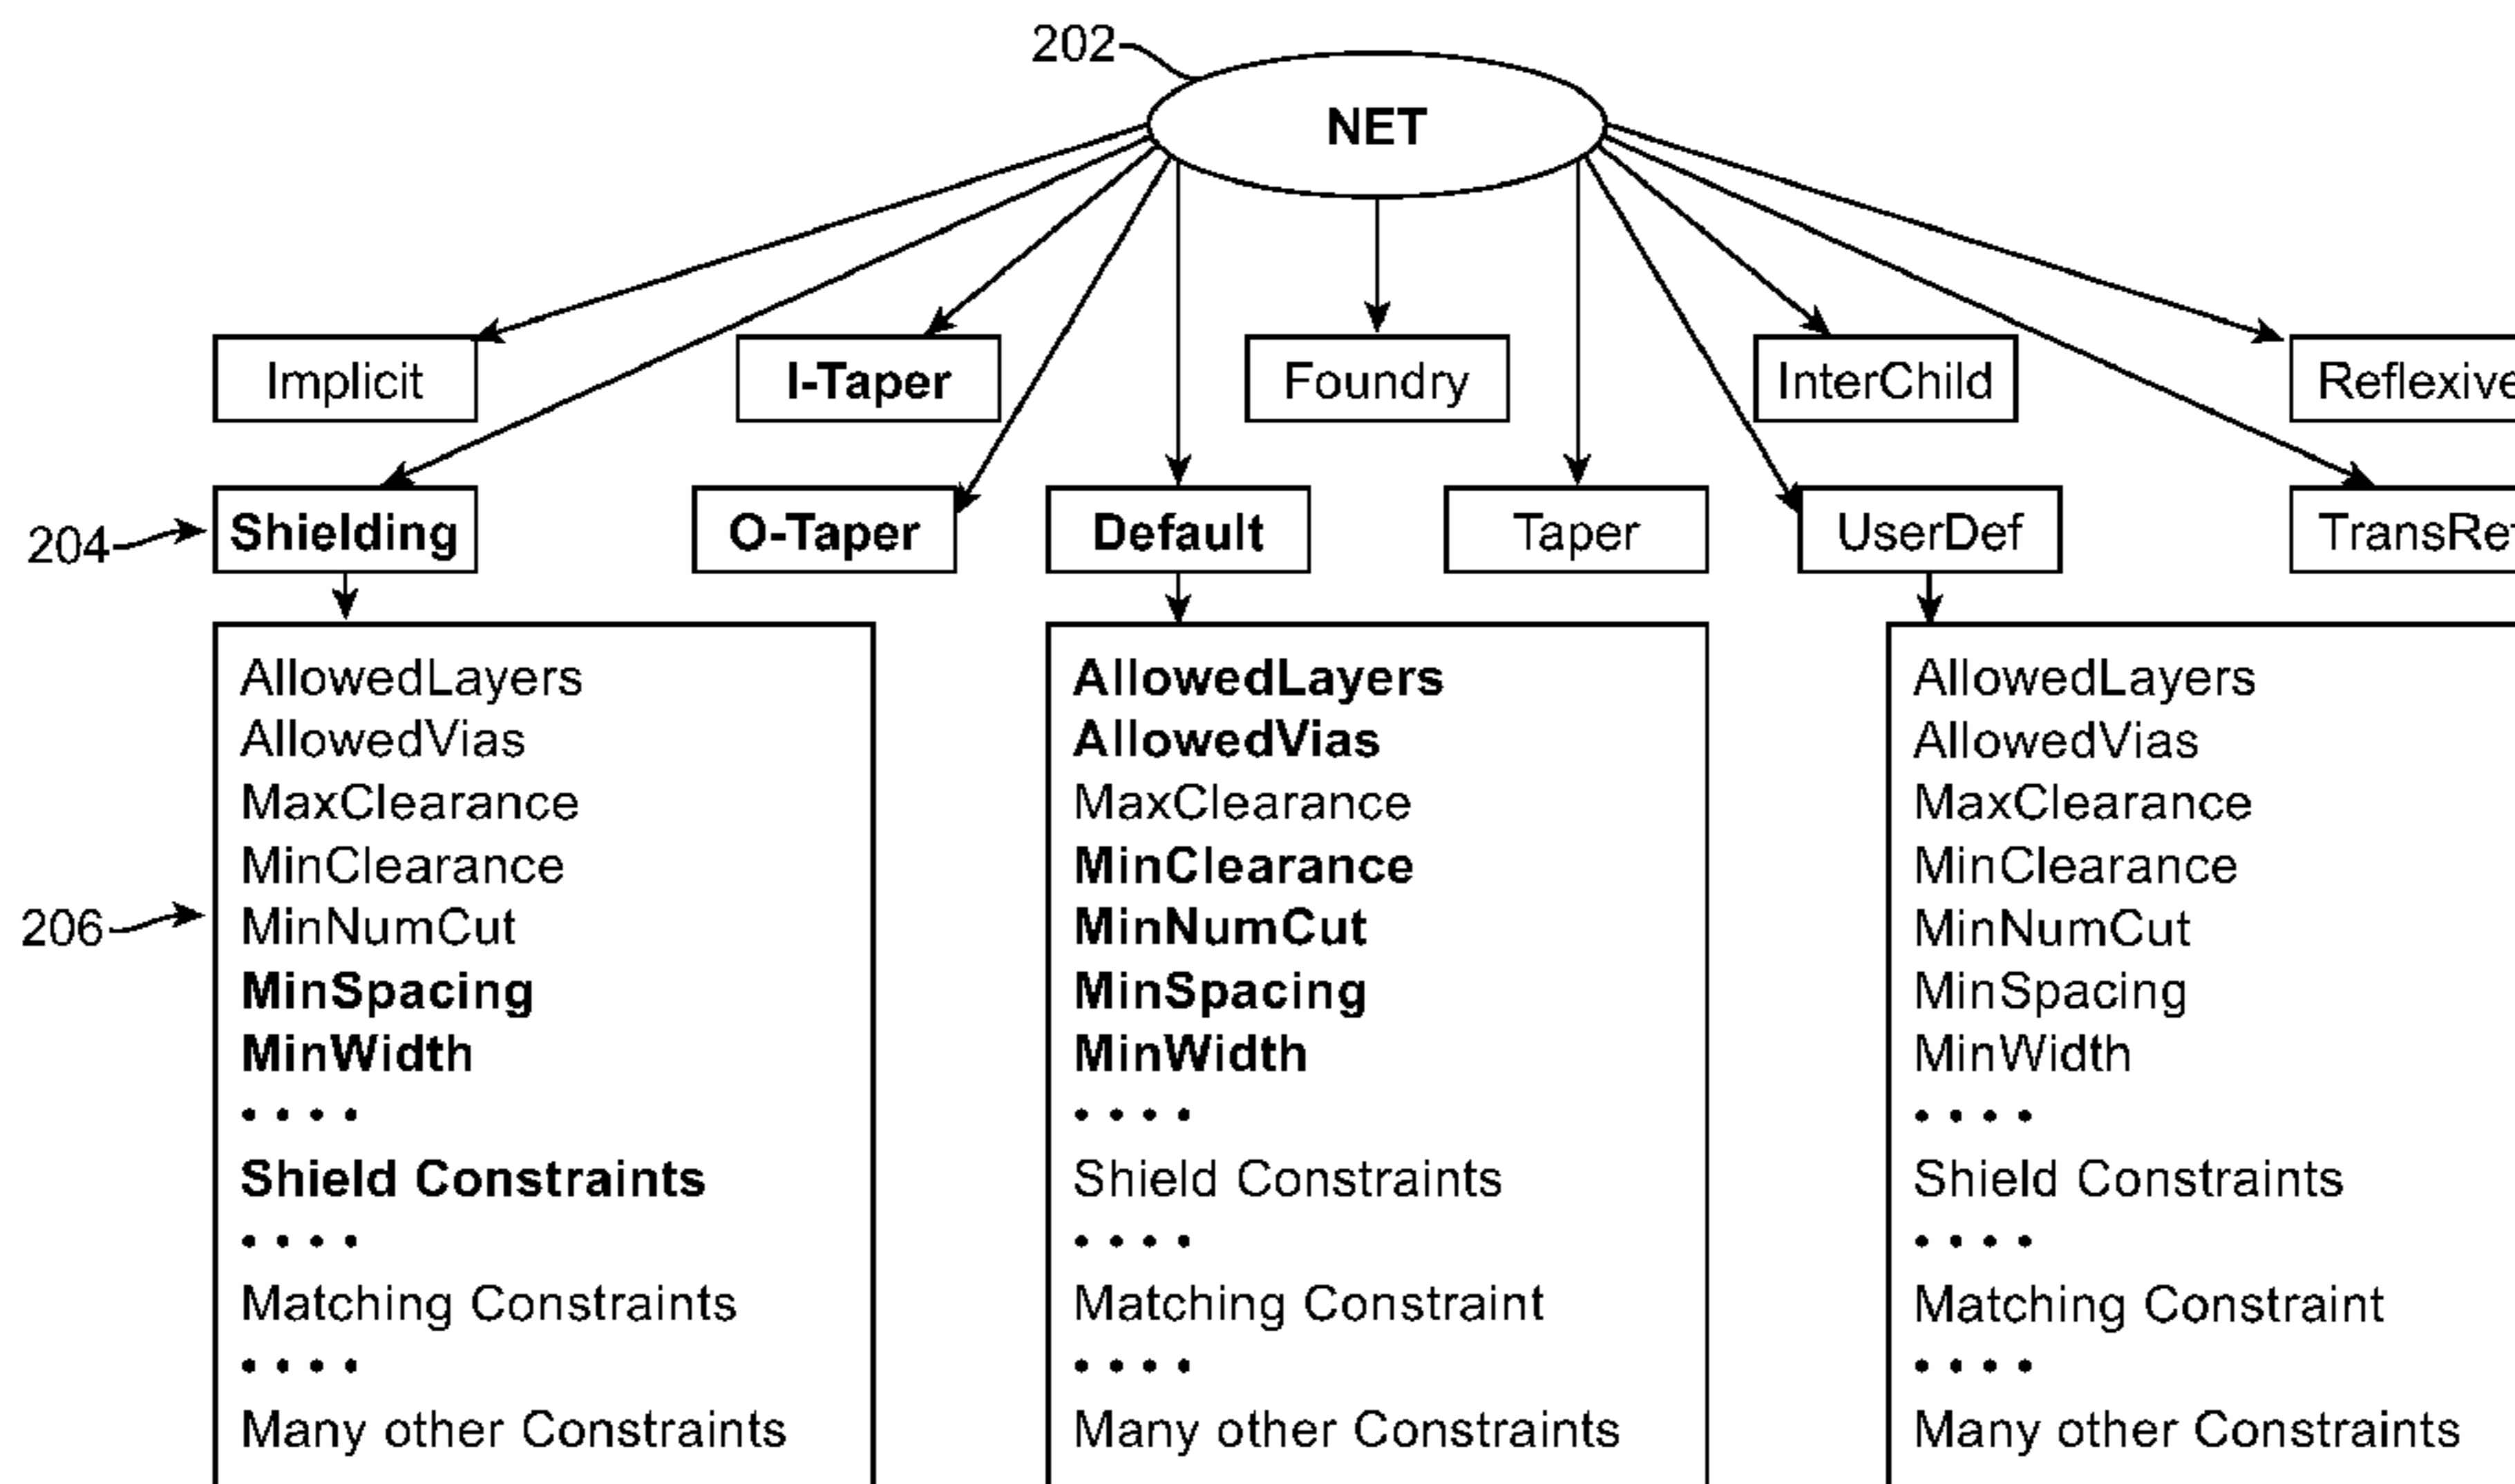 202
NET
Implicit
I-Taper
Foundry
InterChild
Reflexive
204
Shielding
O-Taper
Default
Taper
UserDef
TransRef
206
AllowedLayers
AllowedVias
MaxClearance
MinClearance
MinNumCut
MinSpacing
MinWidth
....
Shield Constraints
....
Matching Constraints
....
Many other Constraints
AllowedLayers
AllowedVias
MaxClearance
MinClearance
MinNumCut
MinSpacing
MinWidth
....
Shield Constraints
....
Matching Constraint
....
Many other Constraints
AllowedLayers
AllowedVias
MaxClearance
MinClearance
MinNumCut
MinSpacing
MinWidth
....
Shield Constraints
....
Matching Constraint
....
Many other Constraints